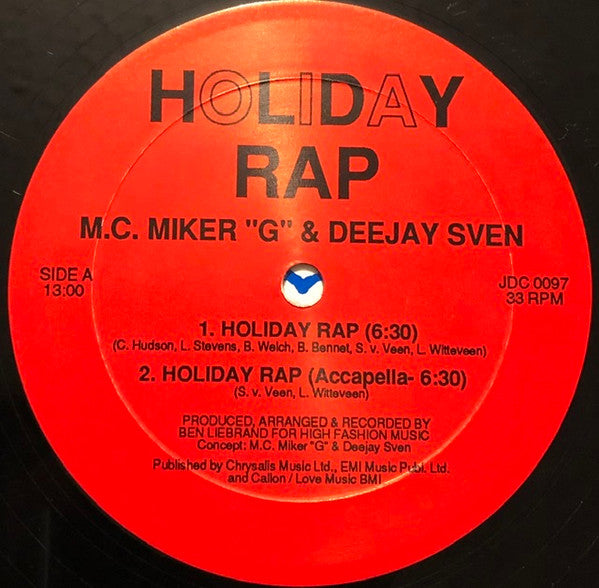 HOLIDAY
RAP
M.C. MIKER "G" & DEEJAY SVEN
SIDE A
13:00
JDC 0097
33 RPM
1. HOLIDAY RAP (6:30)
(C. Hudson, L. Stevens, B. Welch, B. Bennet, S. v. Veen, L. Witteveen)
2. HOLIDAY RAP (Accapella- 6:30)
(S. v. Veen, L. Witteveen)
PRODUCED, ARRANGED & RECORDED BY
BEN LIEBRAND FOR HIGH FASHION MUSIC
Concept: M.C. Miker "G" & Deejay Sven
Published by Chrysalis Music Ltd., EMI Music Publ. Ltd.
and Callon / Love Music BMI